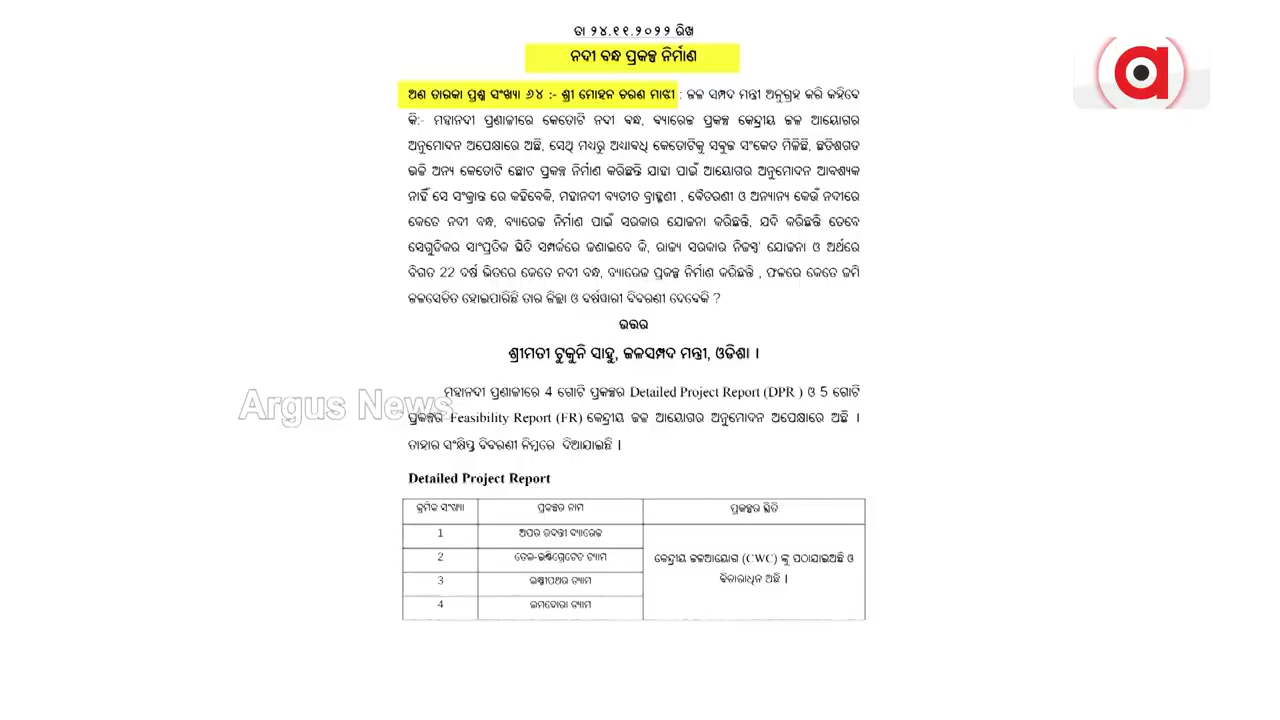 ତା ୨୪.୧୧.୨୦୨୨ ରିଖ
ନଦୀ ବନ୍ଧ ପ୍ରକଳ୍ପ ନିର୍ମାଣ
ଅଣ ତାରକା ପ୍ରଶ୍ନ ସଂଖ୍ୟା ୬୪ :- ଶ୍ରୀ ମୋହନ ଚରଣ ମାଝୀ : ଜଳ ସମ୍ପଦ ମନ୍ତ୍ରୀ ଅନୁଗ୍ରହ କରି କହିବେ
କି:- ମହାନଦୀ ପ୍ରଣାଳୀରେ କେତୋଟି ନଦୀ ବନ୍ଧ, ବ୍ୟାରେଜ ପ୍ରକଳ୍ପ କେନ୍ଦ୍ରୀୟ ଜଳ ଆୟୋଗର
ଅନୁମୋଦନ ଅପେକ୍ଷାରେ ଅଛି, ସେଥି ମଧ୍ୟରୁ ଅଧ୍ୟାବଧି କେତୋଟିକୁ ସବୁଜ ସଂକେତ ମିଳିଛି, ଛତିଶଗଡ
ଭଳି ଅନ୍ୟ କେତୋଟି ଛୋଟ ପ୍ରକଳ୍ପ ନିର୍ମାଣ କରିଛନ୍ତି ଯାହା ପାଇଁ ଆୟୋଗର ଅନୁମୋଦନ ଆବଶ୍ୟକ
ନାହିଁ ସେ ସଂକ୍ରାନ୍ତ ରେ କହିବେକି, ମହାନଦୀ ବ୍ୟତୀତ ବ୍ରାହ୍ମଣୀ , ବୈତରଣୀ ଓ ଅନ୍ୟାନ୍ୟ କେଉଁ ନଦୀରେ
କେତେ ନଦୀ ବନ୍ଧ, ବ୍ୟାରେଜ ନିର୍ମାଣ ପାଇଁ ସରକାର ଯୋଜନା କରିଛନ୍ତି, ଯଦି କରିଛନ୍ତି ତେବେ
ସେଗୁଡିକର ସାଂପ୍ରତିକ ସ୍ଥିତି ସମ୍ପର୍କରେ ଜଣାଇବେ କି, ରାଜ୍ୟ ସରକାର ନିଜସ୍ୱ ଯୋଜନା ଓ ଅର୍ଥରେ
ବିଗତ 22 ବର୍ଷ ଭିତରେ କେତେ ନଦୀ ବନ୍ଧ, ବ୍ୟାରେଜ ପ୍ରକଳ୍ପ ନିର୍ମାଣ କରିଛନ୍ତି , ଫଳରେ କେତେ ଜମି
ଜଳସେଚିତ ହୋଇପାରିଛି ତାର ଜିଲ୍ଲା ଓ ବର୍ଷୱାରୀ ବିବରଣୀ ଦେବେକି ?
ଉତ୍ତର
ଶ୍ରୀମତୀ ଟୁକୁନି ସାହୁ, ଜଳସମ୍ପଦ ମନ୍ତ୍ରୀ, ଓଡିଶା ।
ମହାନଦୀ ପ୍ରଣାଳୀରେ 4 ଗୋଟି ପ୍ରକଳ୍ପର Detailed Project Report (DPR ) ଓ 5 ଗୋଟି
ପ୍ରକଳ୍ପର Feasibility Report (FR) କେନ୍ଦ୍ରୀୟ ଜଳ ଆୟୋଗର ଅନୁମୋଦନ ଅପେକ୍ଷାରେ ଅଛି ।
ତାହାର ସଂକ୍ଷିପ୍ତ ବିବରଣୀ ନିମ୍ନରେ ଦିଆଯାଇଛି ।
Argus News
Detailed Project Report
କ୍ରମିକ ସଂଖ୍ୟା ପ୍ରକଳ୍ପର ନାମ ପ୍ରକଳ୍ପର ସ୍ଥିତି
1 ଅପର ଉଦନ୍ତୀ ବ୍ୟାରେଜ
2 ତେଲ-ଇଣ୍ଟିଗ୍ରେଟେଡ ଡ୍ୟାମ
କେନ୍ଦ୍ରୀୟ ଜଳଆୟୋଗ (CWC) ଙ୍କୁ ପଠାଯାଇଅଛି ଓ
ବିଚାରାଧିନ ଅଛି ।
3 ଡ୍ୟାମ
4 ଡ୍ୟାମ